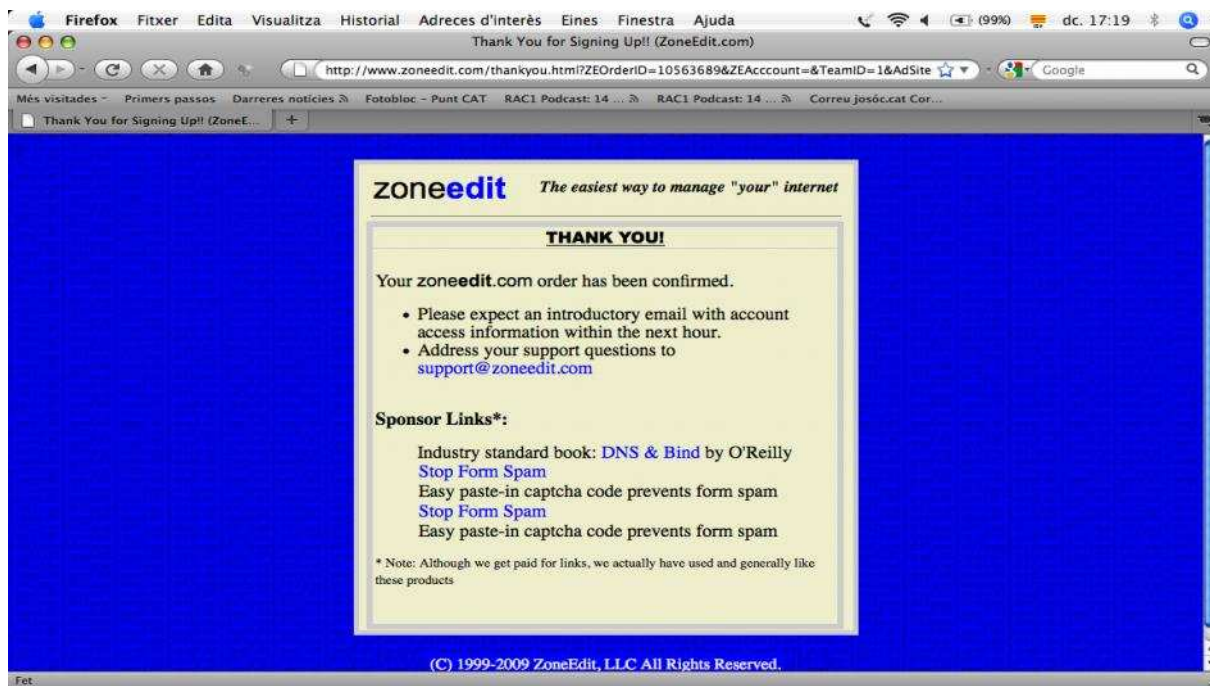 Firefox Fitxer Edita Visualitza Historial Adreces d'interès Eines Finestra Ajuda (99%) dc. 17:19
Thank You for Signing Up!! (ZoneEdit.com)
http://www.zoneedit.com/thankyou.html?ZEOrderID=10563689&ZEAcccount=&TeamID=1&AdSite Google
Més visitades Primers passos Darreres notícies Fotobloc - Punt CAT RAC1 Podcast: 14 ... RAC1 Podcast: 14 ... Correu josóc.cat Cor...
Thank You for Signing Up!! (ZoneE... +
zoneedit The easiest way to manage "your" internet
THANK YOU!
Your zoneedit.com order has been confirmed.
• Please expect an introductory email with account
access information within the next hour.
• Address your support questions to
support@zoneedit.com
Sponsor Links*:
Industry standard book: DNS & Bind by O'Reilly
Stop Form Spam
Easy paste-in captcha code prevents form spam
Stop Form Spam
Easy paste-in captcha code prevents form spam
* Note: Although we get paid for links, we actually have used and generally like
these products
(C) 1999-2009 ZoneEdit, LLC All Rights Reserved.
Fet